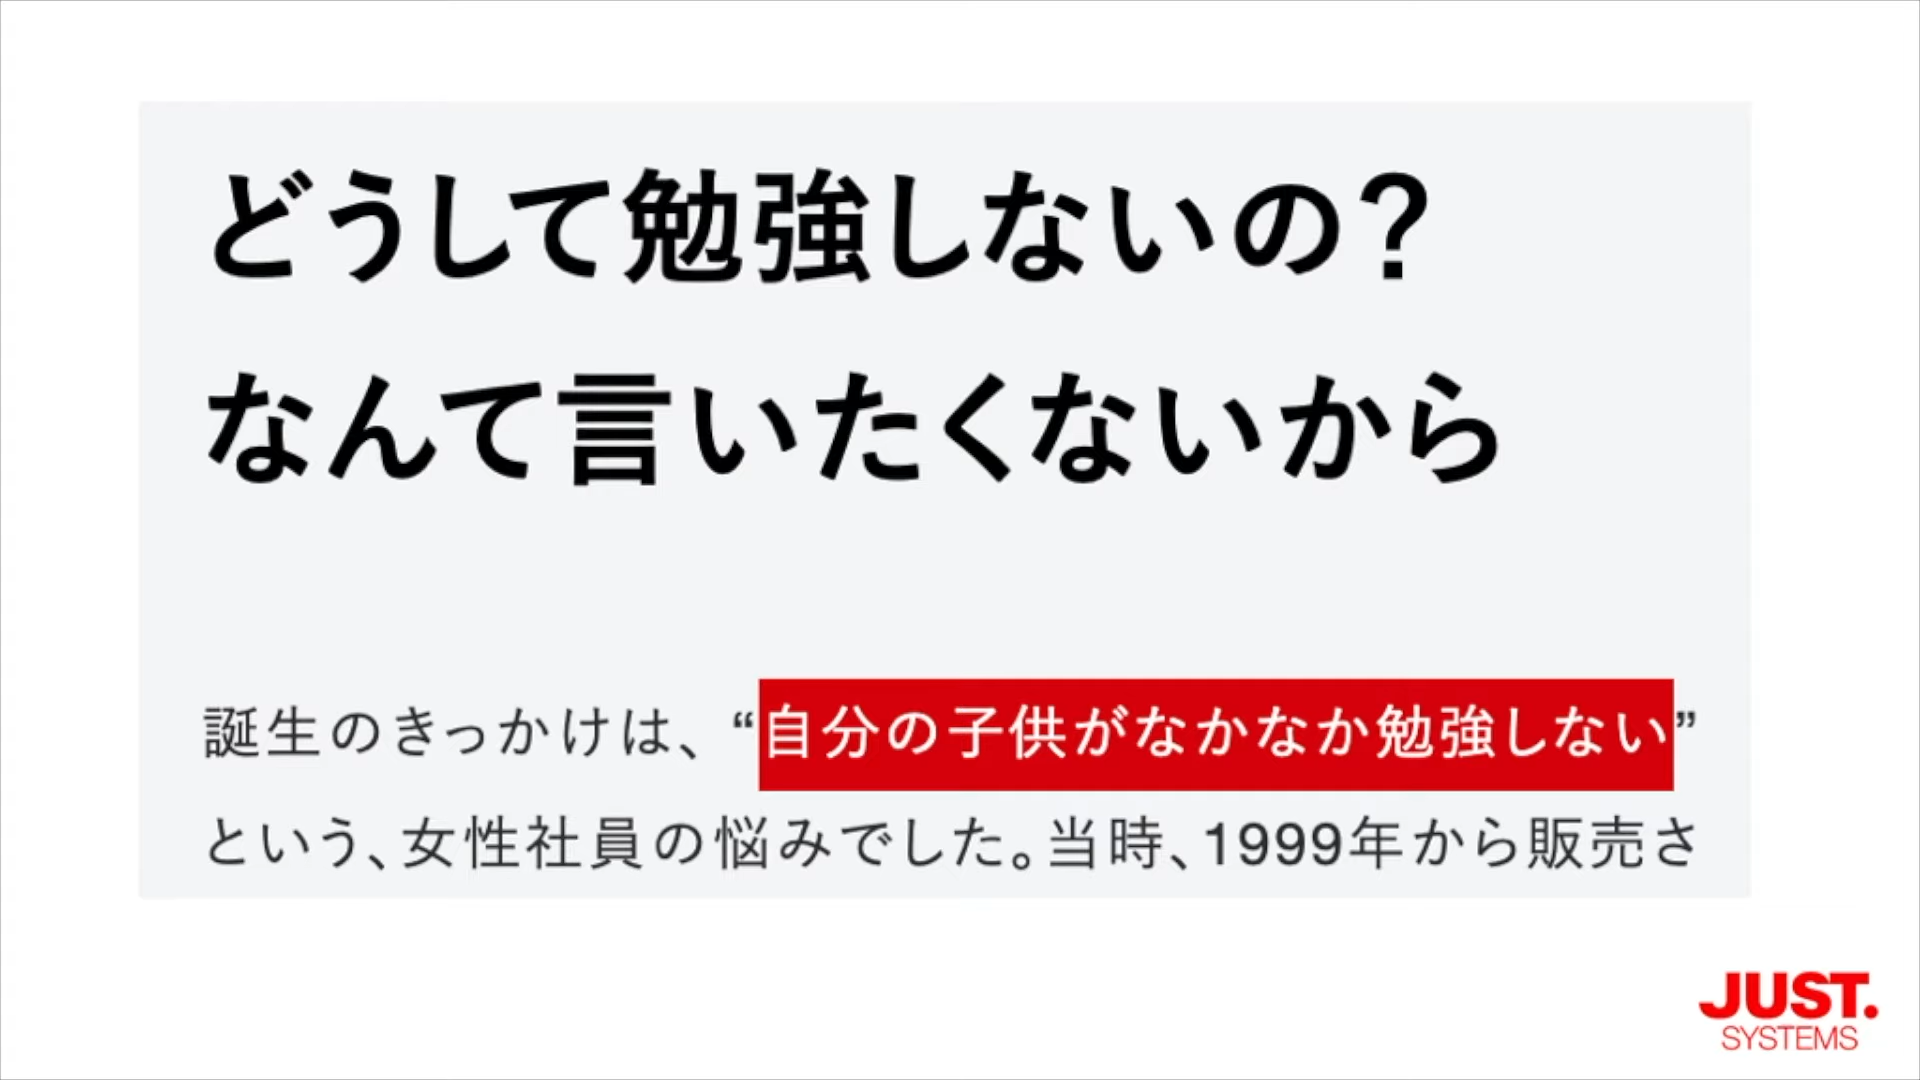 どうして勉強しないの？
なんて言いたくないから
誕生のきっかけは、“自分の子供がなかなか勉強しない”
という、女性社員の悩みでした。当時、1999年から販売さ
JUST.
SYSTEMS